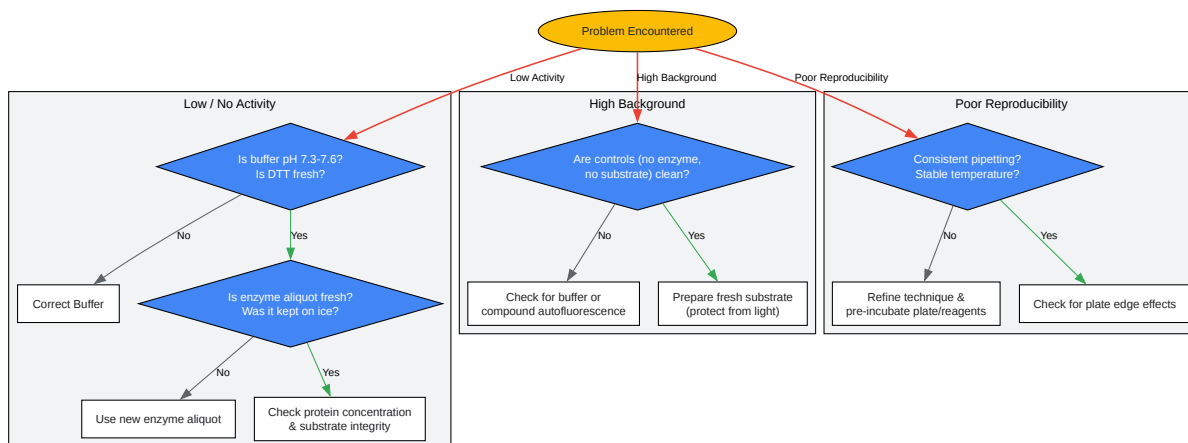 Problem Encountered
Low Activity
High Background
Poor Reproducibility
Low / No Activity
High Background
Poor Reproducibility
Is buffer pH 7.3-7.6?
Is DTT fresh?
Are controls (no enzyme,
no substrate) clean?
Consistent pipetting?
Stable temperature?
No
Yes
No
Yes
No
Yes
Correct Buffer
Is enzyme aliquot fresh?
Was it kept on ice?
Check for buffer or
compound autofluorescence
Prepare fresh substrate
(protect from light)
Refine technique &
pre-incubate plate/reagents
Check for plate edge effects
No
Yes
Use new enzyme aliquot
Check protein concentration
& substrate integrity